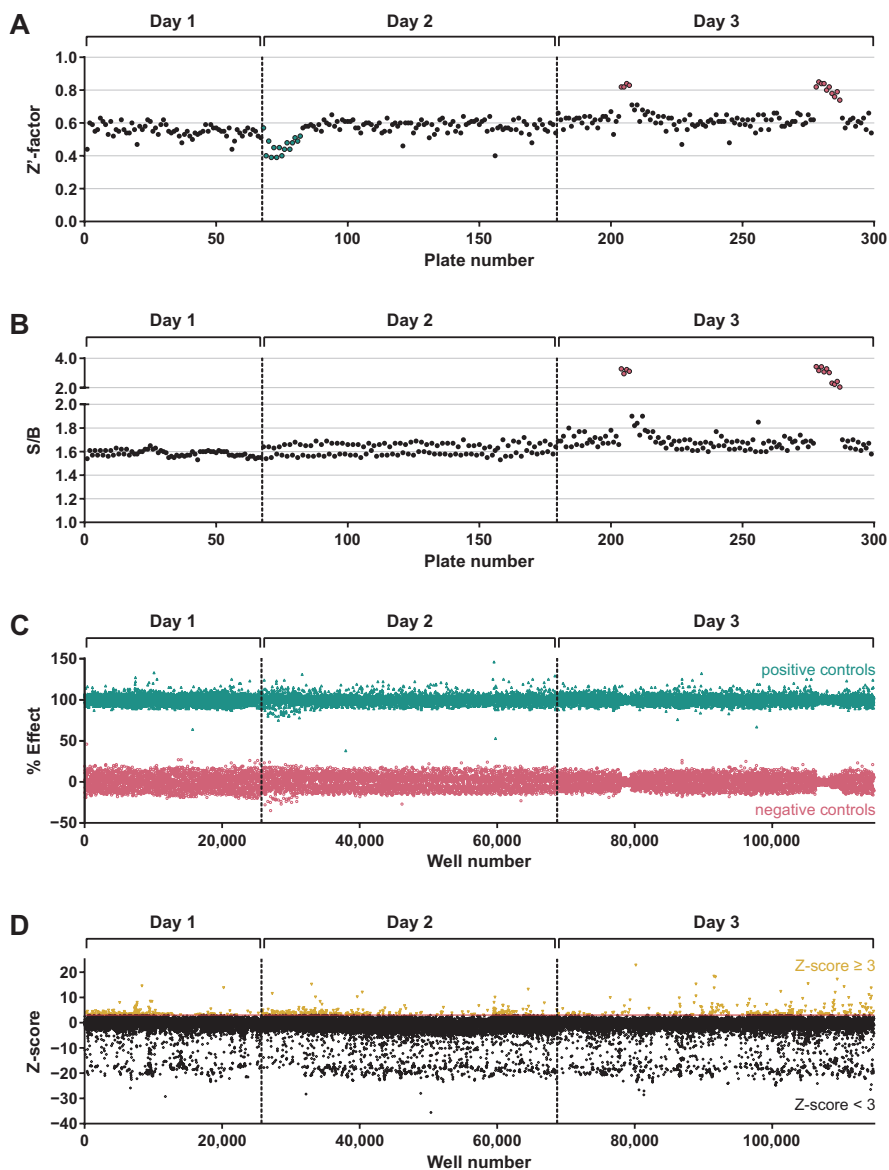 A
Day 1 Day 2 Day 3
1.0
0.8
0.6
0.4
0.2
0.0
Z'-factor
0 50 100 150 200 250 300
Plate number
B
Day 1 Day 2 Day 3
4.0
2.0
2.0
1.8
1.6
1.4
1.2
1.0
S/B
0 50 100 150 200 250 300
Plate number
C
Day 1 Day 2 Day 3
150
100
50
0
−50
% Effect
positive controls
negative controls
0 20,000 40,000 60,000 80,000 100,000
Well number
D
Day 1 Day 2 Day 3
20
10
0
−10
−20
−30
−40
Z-score
Z-score ≥ 3
Z-score < 3
0 20,000 40,000 60,000 80,000 100,000
Well number